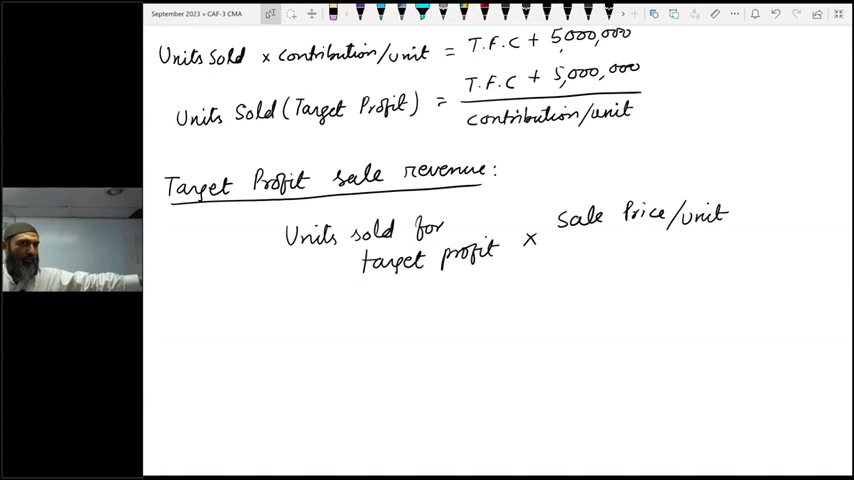 September 2023 » CAF-3 CMA
Units Sold x contribution/unit = T.F.C + 5,000,000
Units Sold (Target Profit) = T.F.C + 5,000,000
contribution/unit
Target Profit sale revenue:
Units sold for
target profit x Sale Price/unit